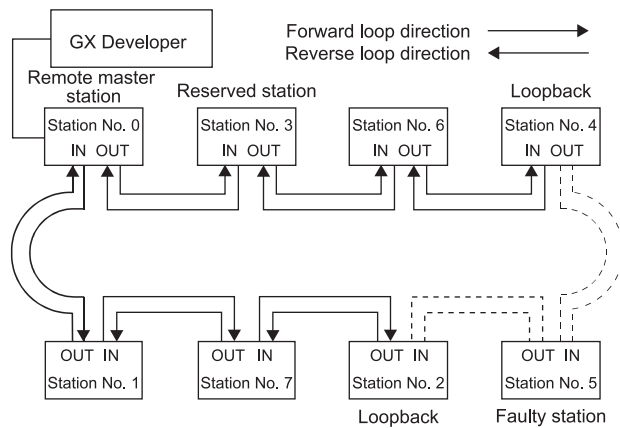 GX Developer
Forward loop direction
Reverse loop direction
Remote master
station
Reserved station
Loopback
Station No. 0
Station No. 3
Station No. 6
Station No. 4
IN OUT
IN OUT
IN OUT
IN OUT
OUT IN
OUT IN
OUT IN
OUT IN
Station No. 1
Station No. 7
Station No. 2
Station No. 5
Loopback
Faulty station